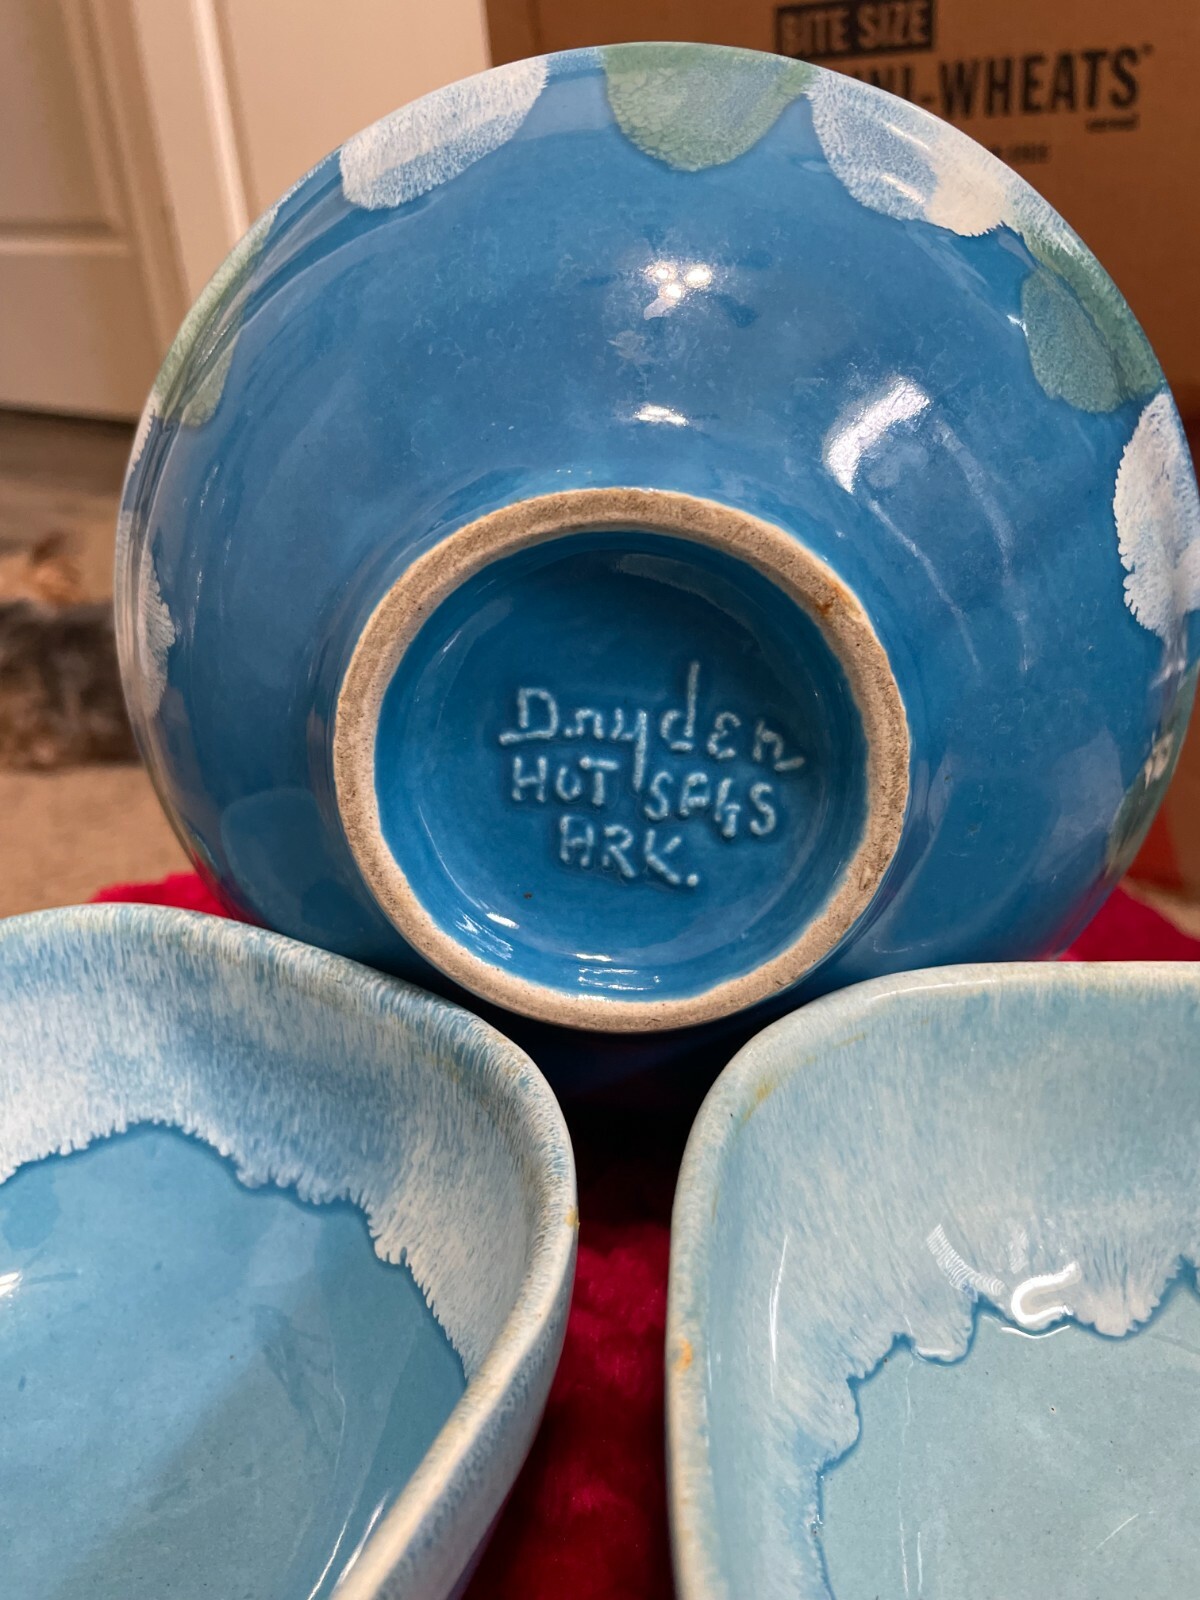 BITE SIZE
-WHEATS
Dryden
HOT SPGS
ARK.